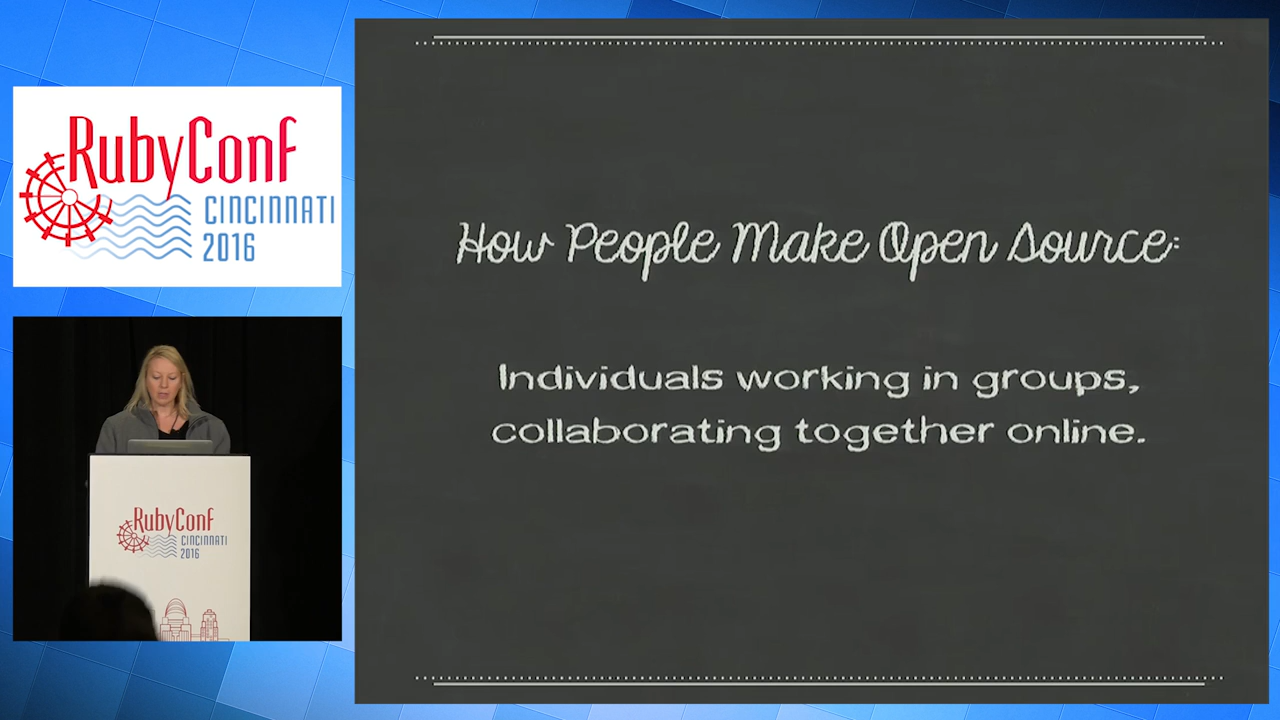 RubyConf
CINCINNATI
2016
How People Make Open Source:
Individuals working in groups,
collaborating together online.
RubyConf
CINCINNATI
2016